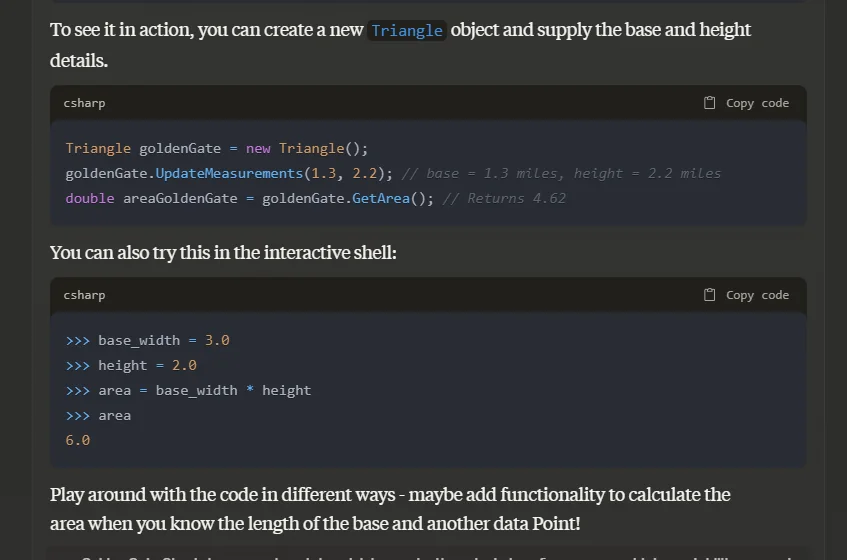 To see it in action, you can create a new Triangle object and supply the base and height
details.
csharp Copy code
Triangle goldenGate = new Triangle();
goldenGate.UpdateMeasurements(1.3, 2.2); // base = 1.3 miles, height = 2.2 miles
double areaGoldenGate = goldenGate.GetArea(); // Returns 4.62
You can also try this in the interactive shell:
csharp Copy code
>>> base_width = 3.0
>>> height = 2.0
>>> area = base_width * height
>>> area
6.0
Play around with the code in different ways - maybe add functionality to calculate the
area when you know the length of the base and another data Point!